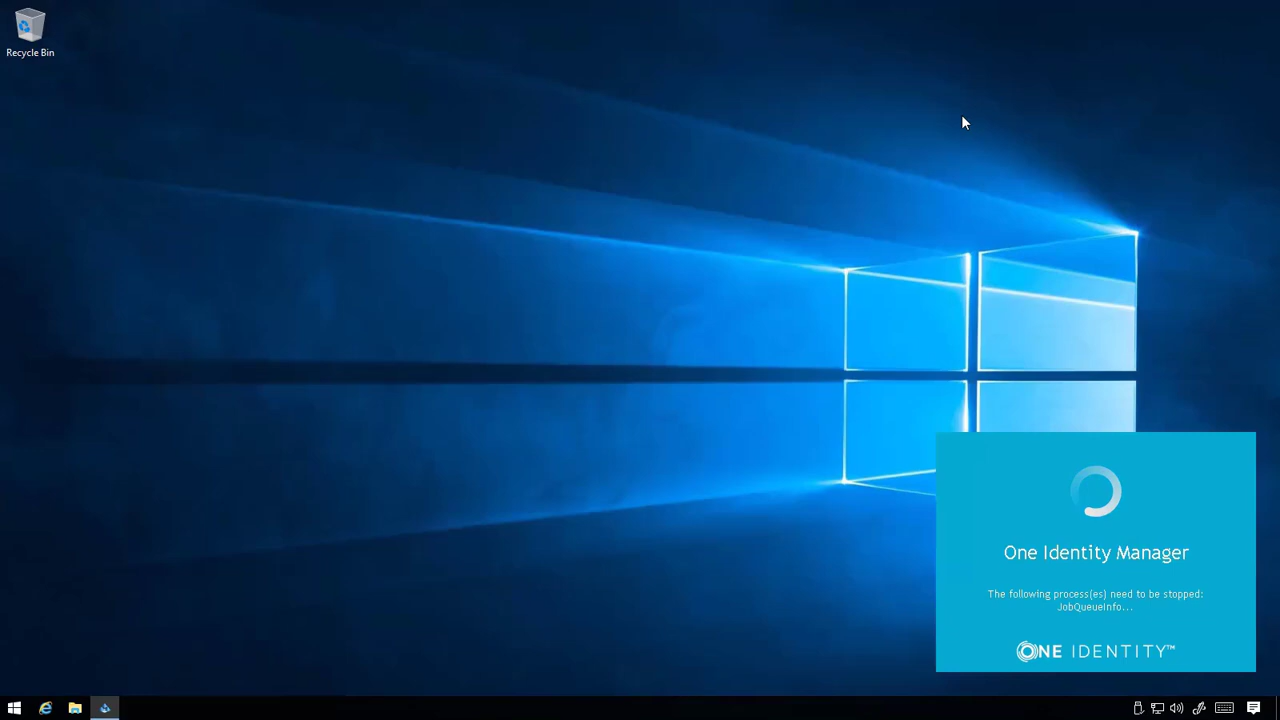 Recycle Bin
One Identity Manager
The following process(es) need to be stopped:
JobQueueInfo...
ONE IDENTITY™